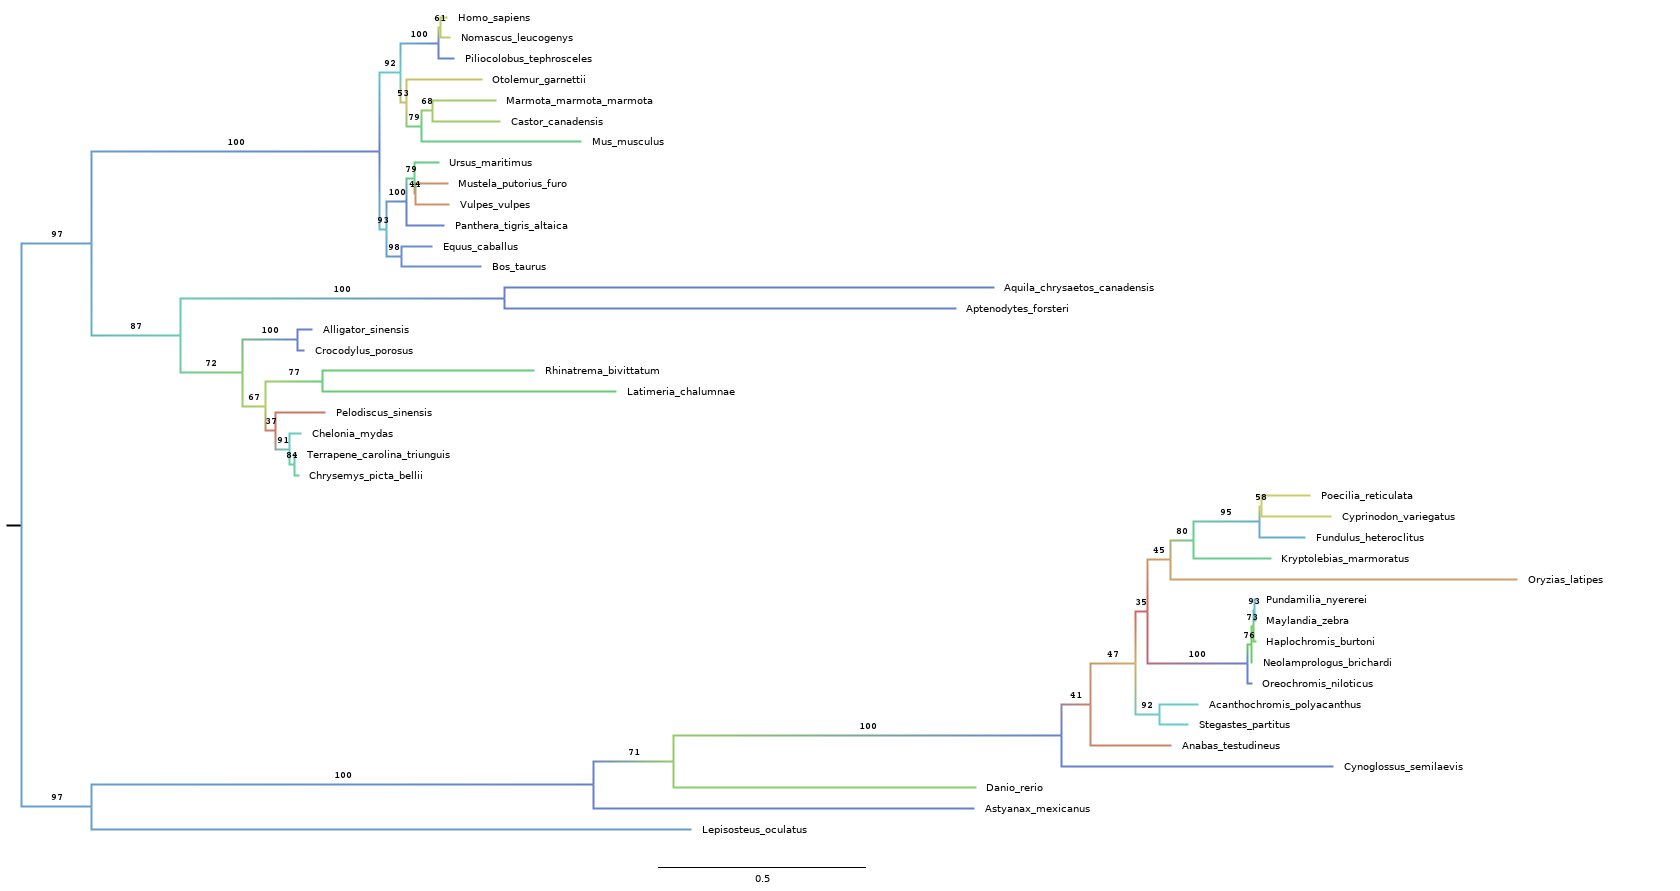 61 Homo_sapiens
Nomascus_leucogenys
100
Piliocolobus_tephrosceles
92
Otolemur_garnettii
53
68 Marmota_marmota_marmota
79 Castor_canadensis
100 Mus_musculus
Ursus_maritimus
79
44 Mustela_putorius_furo
100
Vulpes_vulpes
93 Panthera_tigris_altaica
97
98 Equus_caballus
Bos_taurus
100 Aquila_chrysaetos_canadensis
Aptenodytes_forsteri
87
100 Alligator_sinensis
Crocodylus_porosus
72
77 Rhinatrema_bivittatum
67 Latimeria_chalumnae
37 Pelodiscus_sinensis
91 Chelonia_mydas
84 Terrapene_carolina_triunguis
Chrysemys_picta_bellii
58 Poecilia_reticulata
95 Cyprinodon_variegatus
80 Fundulus_heteroclitus
45 Kryptolebias_marmoratus
Oryzias_latipes
35 93 Pundamilia_nyererei
73 Maylandia_zebra
76 Haplochromis_burtoni
47 100 Neolamprologus_brichardi
Oreochromis_niloticus
41 92 Acanthochromis_polyacanthus
100 Stegastes_partitus
71 Anabas_testudineus
Cynoglossus_semilaevis
100 Danio_rerio
97 Astyanax_mexicanus
Lepisosteus_oculatus
0.5